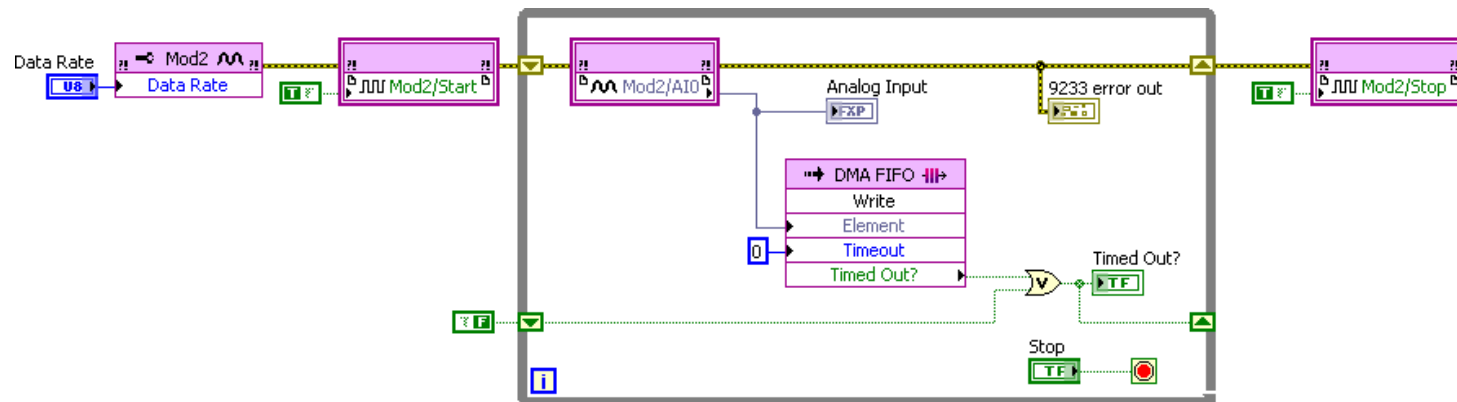 Data Rate
U8
?! Mod2 ?!
Data Rate
T
?! ?!
Mod2/Start
?! ?!
Mod2/AI0
Analog Input
FXP
9233 error out
T
?! ?!
Mod2/Stop
DMA FIFO
Write
Element
0
Timeout
Timed Out?
V
Timed Out?
TF
F
Stop
TF
i